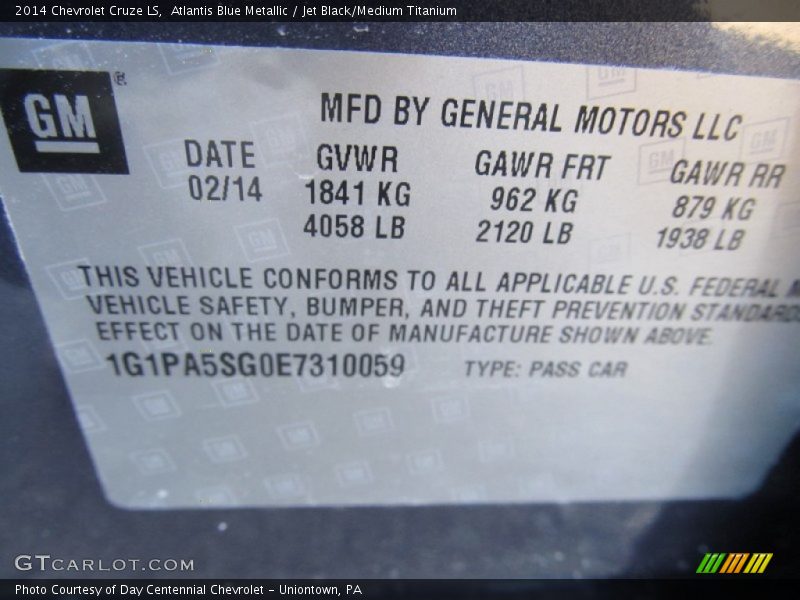 2014 Chevrolet Cruze LS,  Atlantis Blue Metallic / Jet Black/Medium Titanium
GM ®
MFD BY GENERAL MOTORS LLC
DATE GVWR GAWR FRT GAWR RR
02/14 1841 KG 962 KG 879 KG
4058 LB 2120 LB 1938 LB
THIS VEHICLE CONFORMS TO ALL APPLICABLE U.S. FEDERAL M
VEHICLE SAFETY, BUMPER, AND THEFT PREVENTION STANDARDS
EFFECT ON THE DATE OF MANUFACTURE SHOWN ABOVE.
1G1PA5SG0E7310059 TYPE: PASS CAR
GTCARLOT.COM
Photo Courtesy of Day Centennial Chevrolet - Uniontown, PA